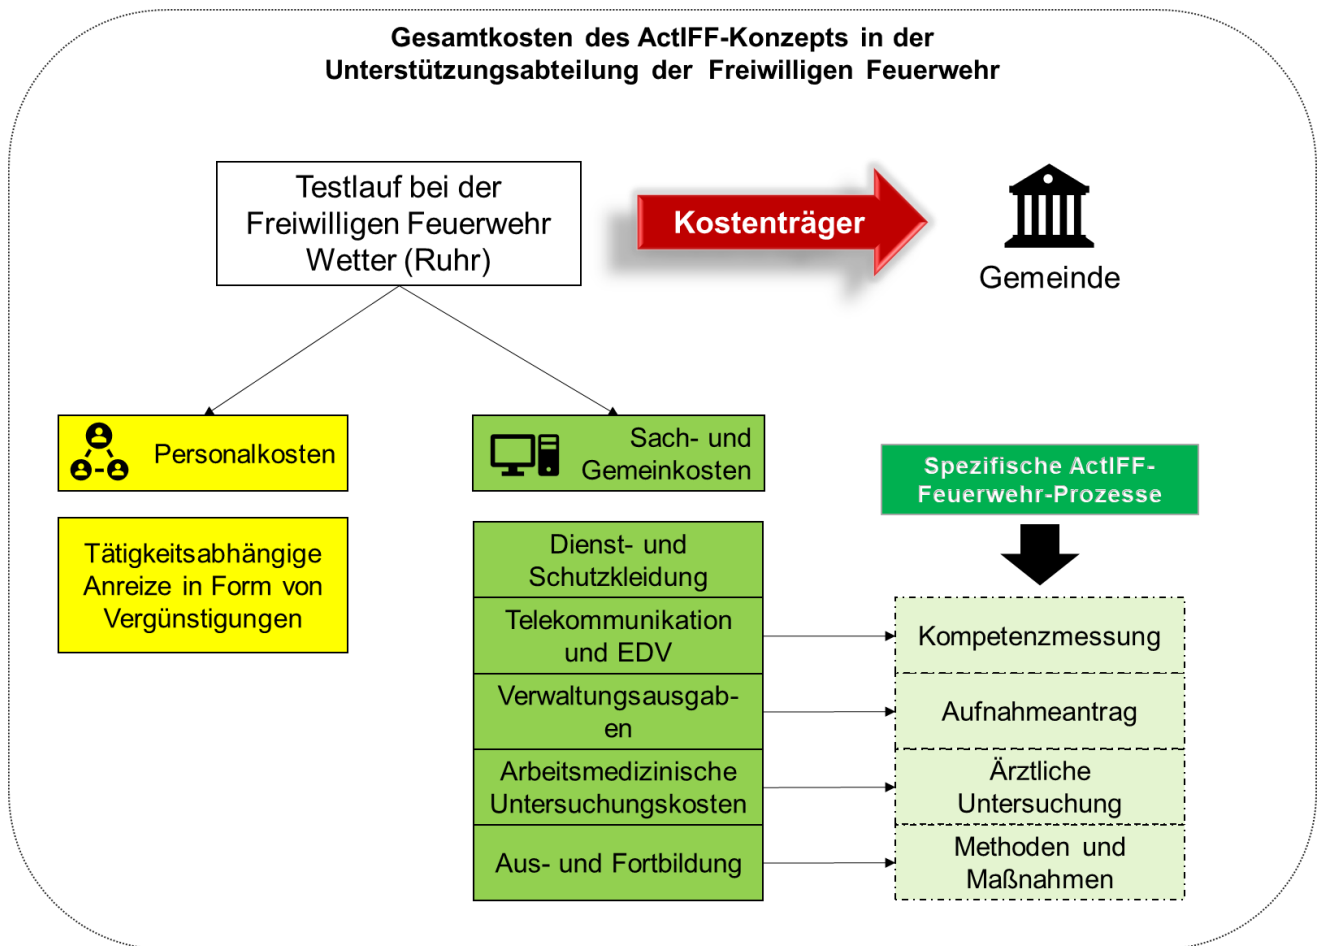 Gesamtkosten des ActIFF-Konzepts in der
Unterstützungsabteilung der Freiwilligen Feuerwehr
Testlauf bei der
Freiwilligen Feuerwehr
Wetter (Ruhr)
Kostenträger
Gemeinde
Personalkosten
Tätigkeitsabhängige
Anreize in Form von
Vergünstigungen
Sach- und
Gemeinkosten
Dienst- und
Schutzkleidung
Telekommunikation
und EDV
Verwaltungsausgab-
en
Arbeitsmedizinische
Untersuchungskosten
Aus- und Fortbildung
Spezifische ActIFF-
Feuerwehr-Prozesse
Kompetenzmessung
Aufnahmeantrag
Ärztliche
Untersuchung
Methoden und
Maßnahmen